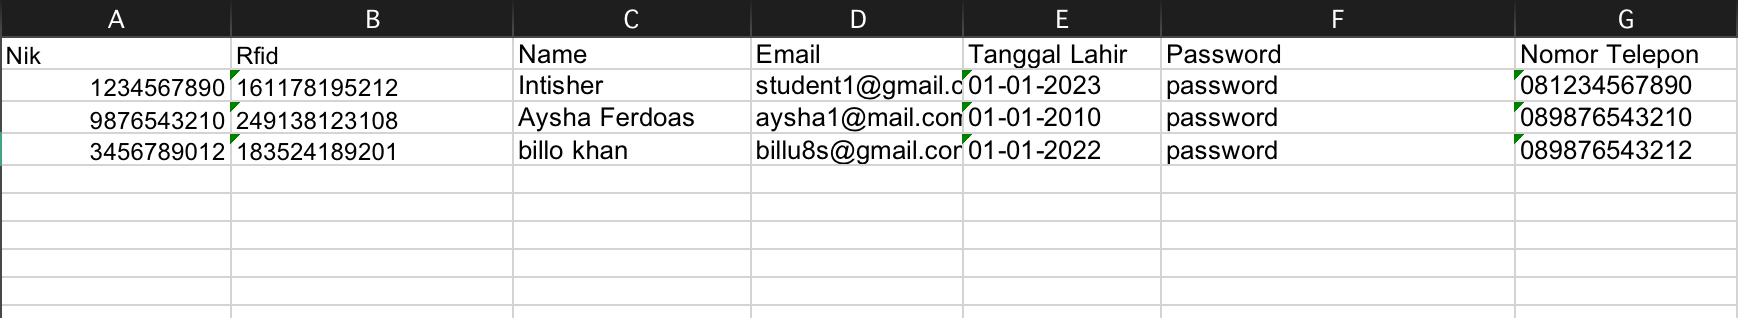 A B C D E F G
Nik Rfid Name Email Tanggal Lahir Password Nomor Telepon
1234567890 161178195212 Intisher student1@gmail.c 01-01-2023 password 081234567890
9876543210 249138123108 Aysha Ferdoas aysha1@mail.com 01-01-2010 password 089876543210
3456789012 183524189201 billo khan billu8s@gmail.com 01-01-2022 password 089876543212